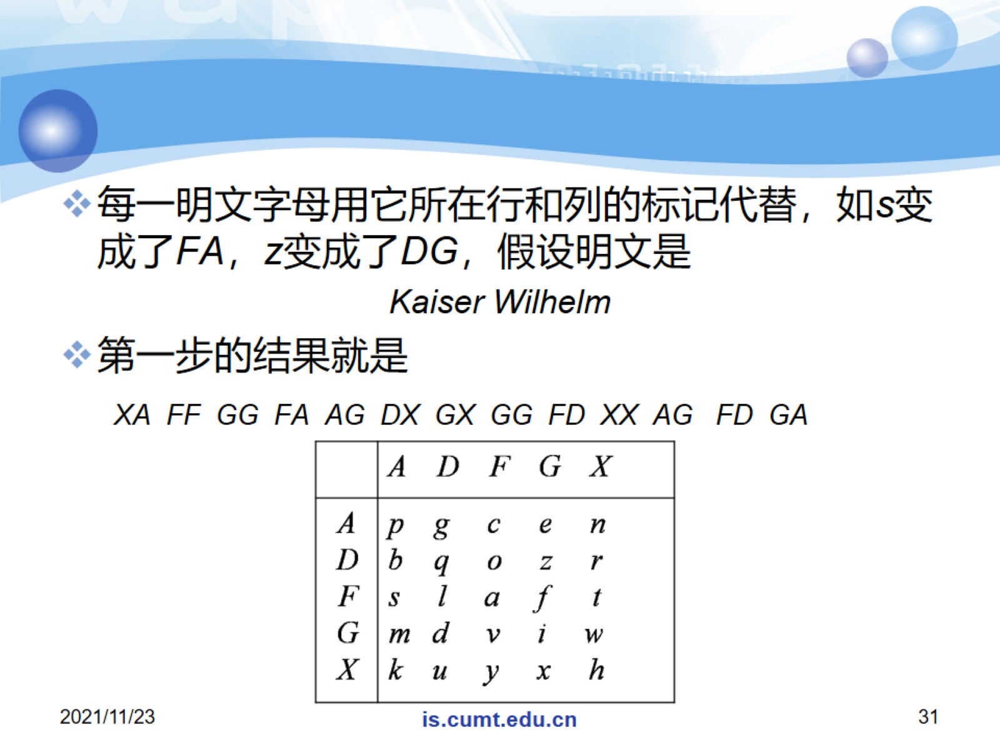 wap
每一明文字母用它所在行和列的标记代替，如s变
成了FA，z变成了DG，假设明文是
Kaiser Wilhelm
第一步的结果就是
XA FF GG FA AG DX GX GG FD XX AG FD GA
A D F G X
A p g c e n
D b q o z r
F s l a f t
G m d v i w
X k u y x h
2021/11/23
is.cumt.edu.cn
31